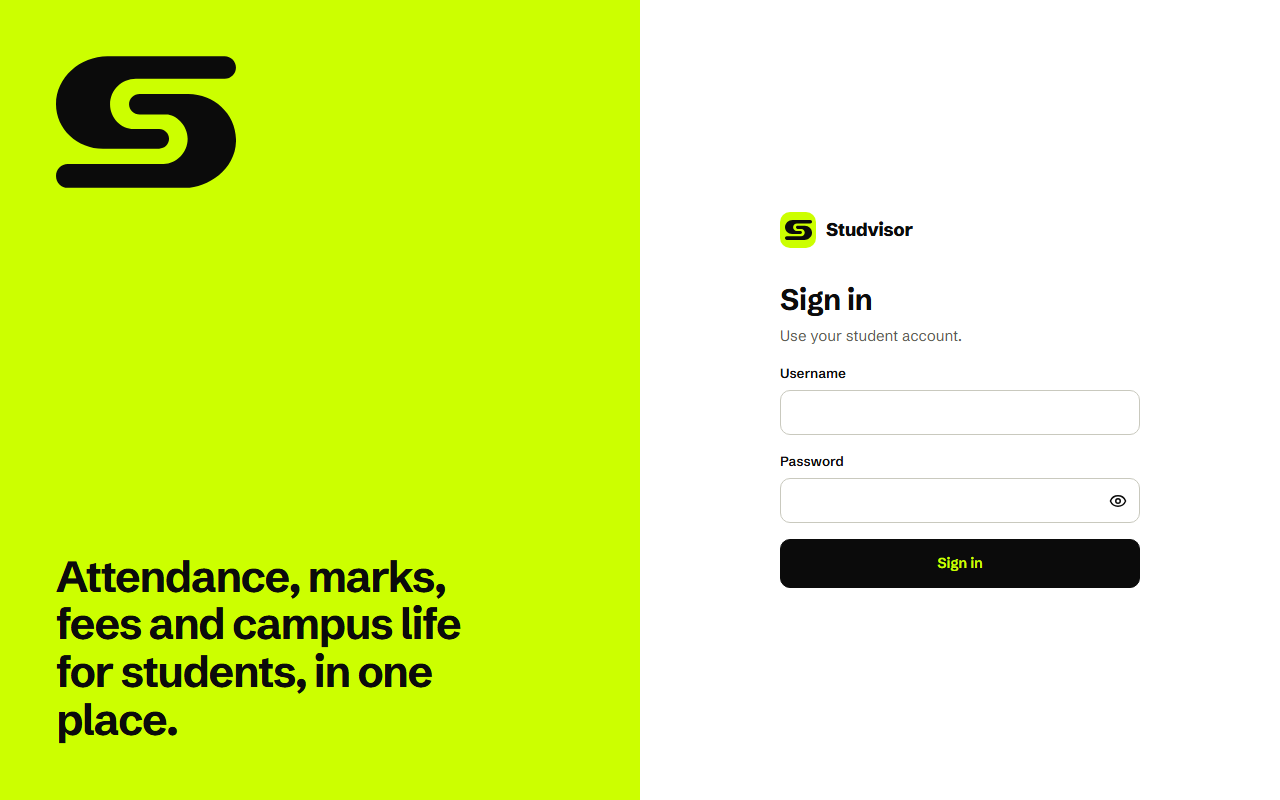 Attendance, marks,
fees and campus life
for students, in one
place.
Studvisor
Sign in
Use your student account.
Username
Password
Sign in